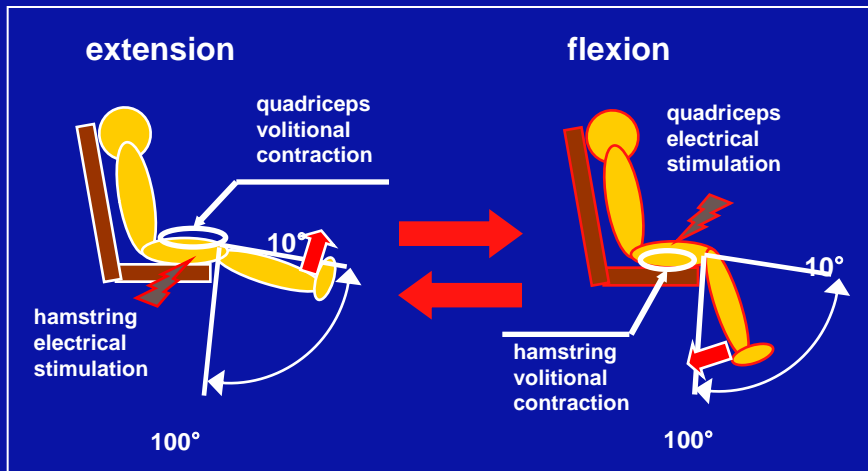 extension
quadriceps
volitional
contraction
10°
hamstring
electrical
stimulation
100°
flexion
quadriceps
electrical
stimulation
10°
hamstring
volitional
contraction
100°